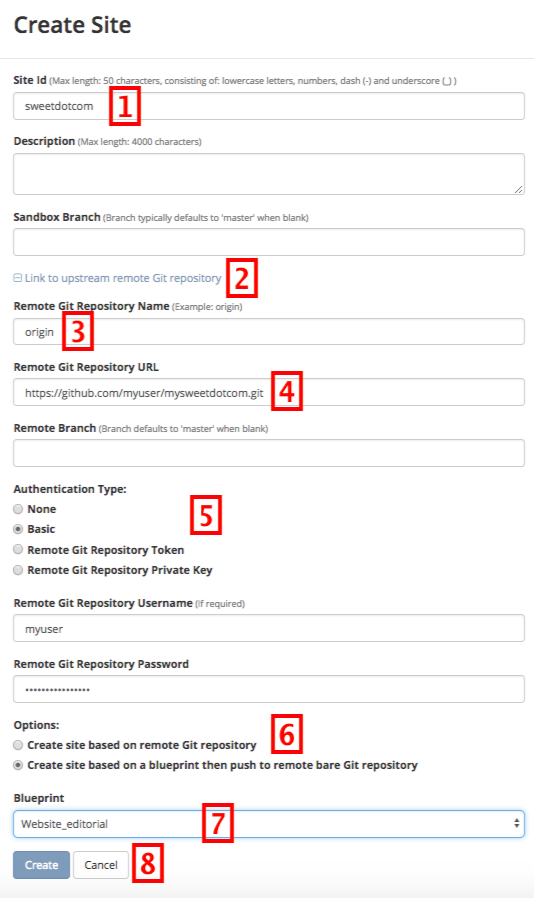 Create Site
Site Id (Max length: 50 characters, consisting of: lowercase letters, numbers, dash (-) and underscore (_) )
sweetdotcom 1
Description (Max length: 4000 characters)
Sandbox Branch (Branch typically defaults to 'master' when blank)
Link to upstream remote Git repository 2
Remote Git Repository Name (Example: origin)
origin 3
Remote Git Repository URL
https://github.com/myuser/mysweetdotcom.git 4
Remote Branch (Branch defaults to 'master' when blank)
Authentication Type:
None 5
Basic
Remote Git Repository Token
Remote Git Repository Private Key
Remote Git Repository Username (if required)
myuser
Remote Git Repository Password
••••••••••••••••
Options: 6
Create site based on remote Git repository
Create site based on a blueprint then push to remote bare Git repository
Blueprint
Website_editorial 7
Create Cancel 8